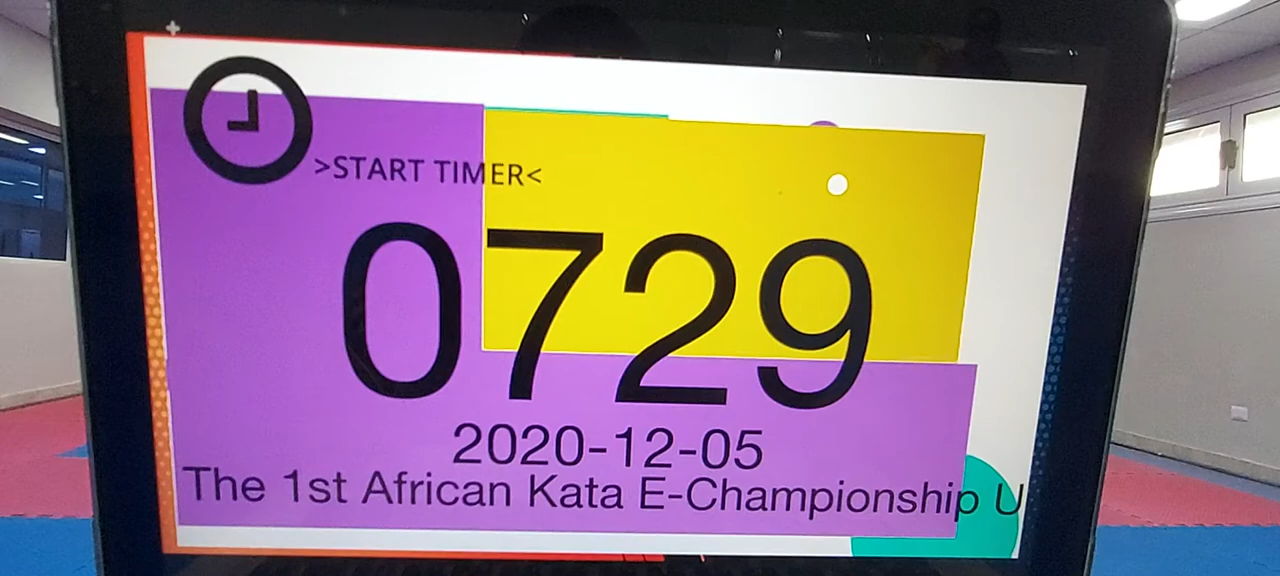 >START TIMER<
0729
2020-12-05
The 1st African Kata E-Championship U